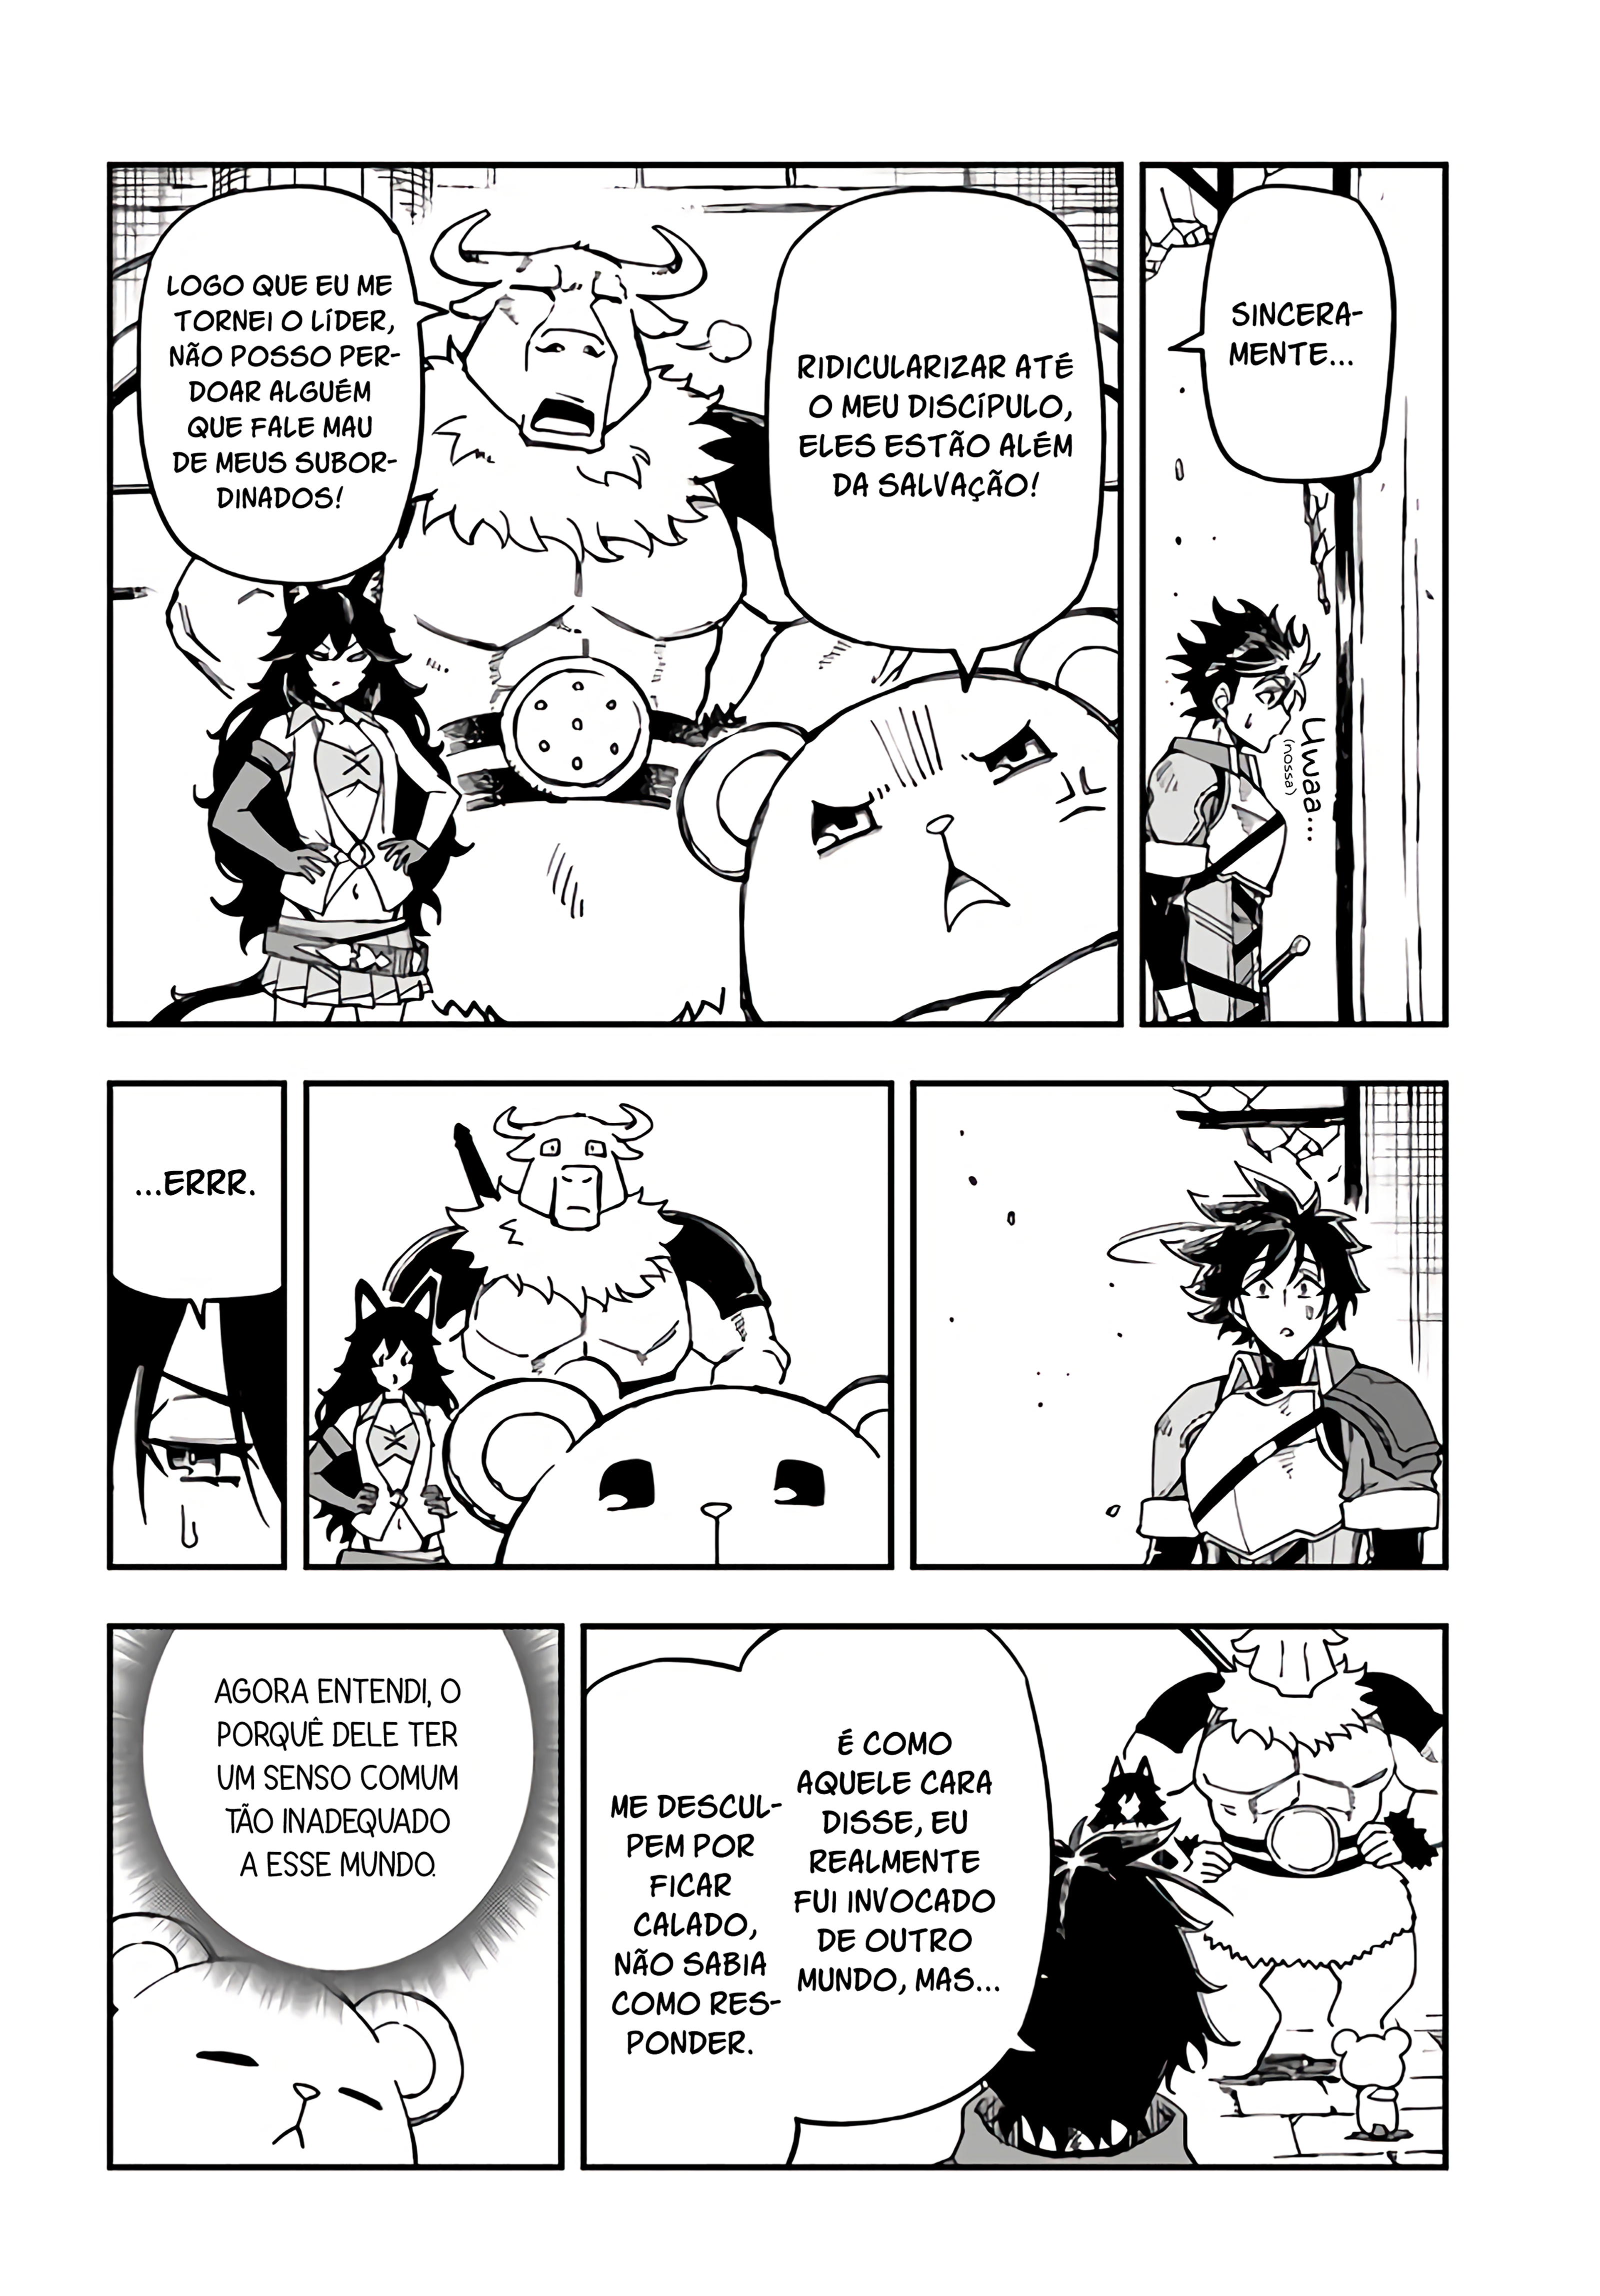 SINCERA-
MENTE...
Uwaa...
(nossa)
RIDICULARIZAR ATÉ
O MEU DISCÍPULO,
ELES ESTÃO ALÉM
DA SALVAÇÃO!
LOGO QUE EU ME
TORNEI O LÍDER,
NÃO POSSO PER-
DOAR ALGUÉM
QUE FALE MAU
DE MEUS SUBOR-
DINADOS!
...ERRR.
É COMO
AQUELE CARA
DISSE, EU
REALMENTE
FUI INVOCADO
DE OUTRO
MUNDO, MAS...
ME DESCUL-
PEM POR
FICAR
CALADO,
NÃO SABIA
COMO RES-
PONDER.
AGORA ENTENDI, O
PORQUÊ DELE TER
UM SENSO COMUM
TÃO INADEQUADO
A ESSE MUNDO.